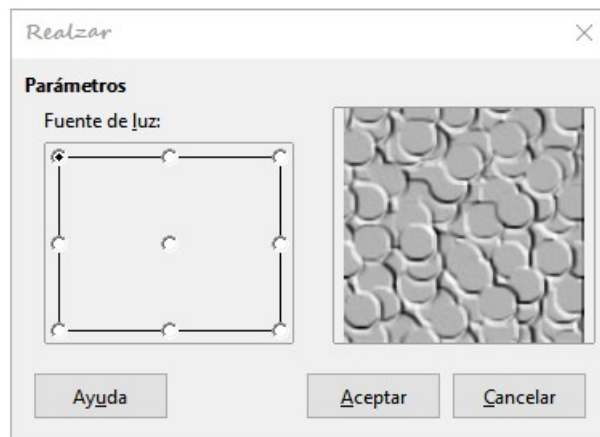 Realzar
Parámetros
Fuente de luz:
Ayuda
Aceptar
Cancelar